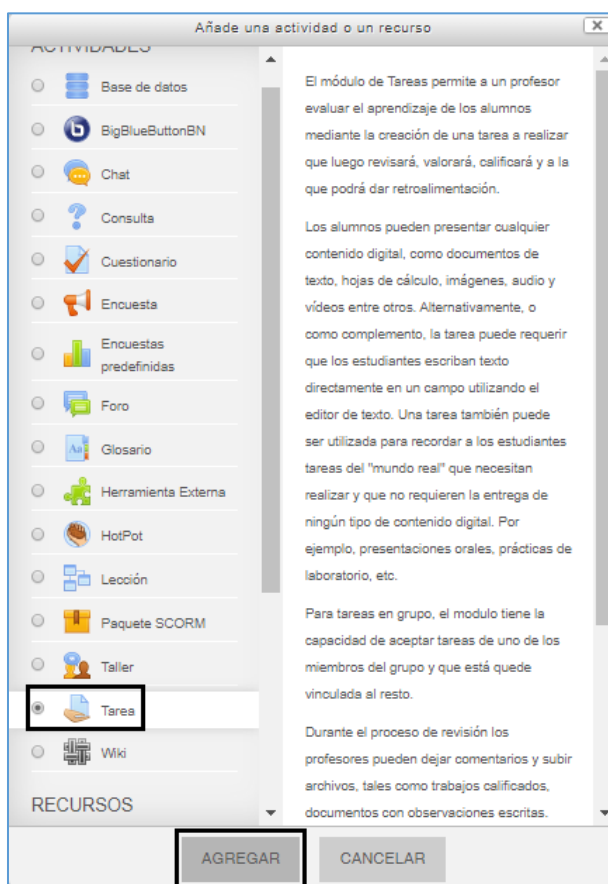 Añade una actividad o un recurso
ACTIVIDADES
Base de datos
BigBlueButtonBN
Chat
Consulta
Cuestionario
Encuesta
Encuestas
predefinidas
Foro
Glosario
Herramienta Externa
HotPot
Lección
Paquete SCORM
Taller
Tarea
Wiki
RECURSOS
El módulo de Tareas permite a un profesor
evaluar el aprendizaje de los alumnos
mediante la creación de una tarea a realizar
que luego revisará, valorará, calificará y a la
que podrá dar retroalimentación.
Los alumnos pueden presentar cualquier
contenido digital, como documentos de
texto, hojas de cálculo, imágenes, audio y
vídeos entre otros. Alternativamente, o
como complemento, la tarea puede requerir
que los estudiantes escriban texto
directamente en un campo utilizando el
editor de texto. Una tarea también puede
ser utilizada para recordar a los estudiantes
tareas del "mundo real" que necesitan
realizar y que no requieren la entrega de
ningún tipo de contenido digital. Por
ejemplo, presentaciones orales, prácticas de
laboratorio, etc.
Para tareas en grupo, el modulo tiene la
capacidad de aceptar tareas de uno de los
miembros del grupo y que está quede
vinculada al resto.
Durante el proceso de revisión los
profesores pueden dejar comentarios y subir
archivos, tales como trabajos calificados,
documentos con observaciones escritas.
AGREGAR
CANCELAR